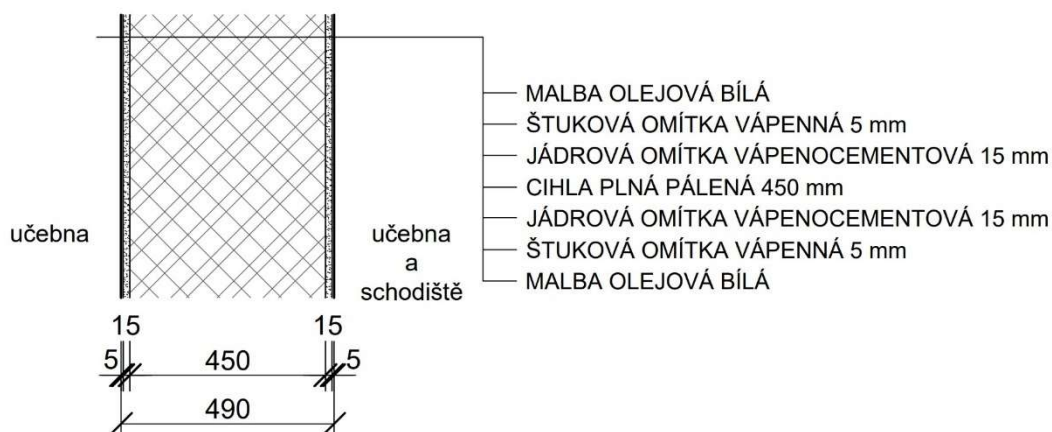 MALBA OLEJOVÁ BÍLÁ
ŠTUKOVÁ OMÍTKA VÁPENNÁ 5 mm
JÁDROVÁ OMÍTKA VÁPENOCEMENTOVÁ 15 mm
CIHLA PLNÁ PÁLENÁ 450 mm
JÁDROVÁ OMÍTKA VÁPENOCEMENTOVÁ 15 mm
ŠTUKOVÁ OMÍTKA VÁPENNÁ 5 mm
MALBA OLEJOVÁ BÍLÁ
učebna
učebna
a
schodiště
15 15
5 450 5
490